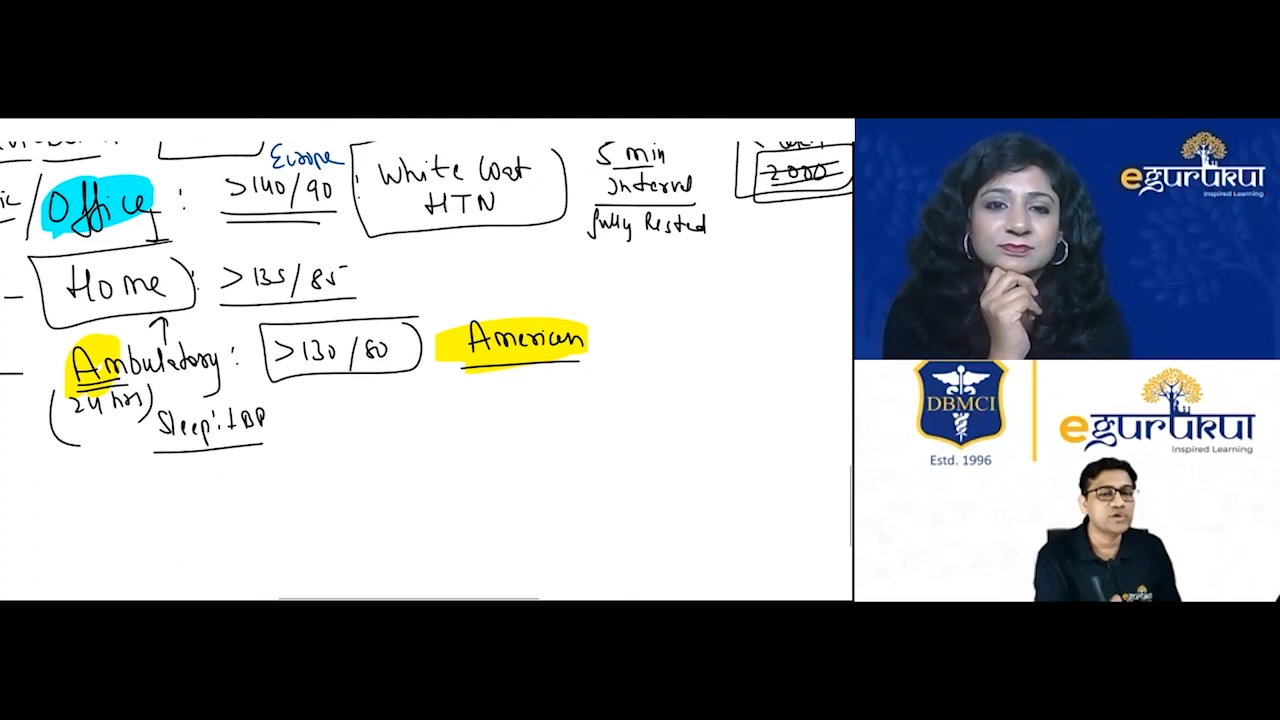 Europe
Office : >140/90
White Coat
HTN
5 min
interval
fully Rested
2000
Home : >135/85
Ambulatory : >130/80 American
(24 hrs)
Sleep: ↓BP
egurukul
Inspired Learning
DBMCI
Estd. 1996
egurukul
Inspired Learning